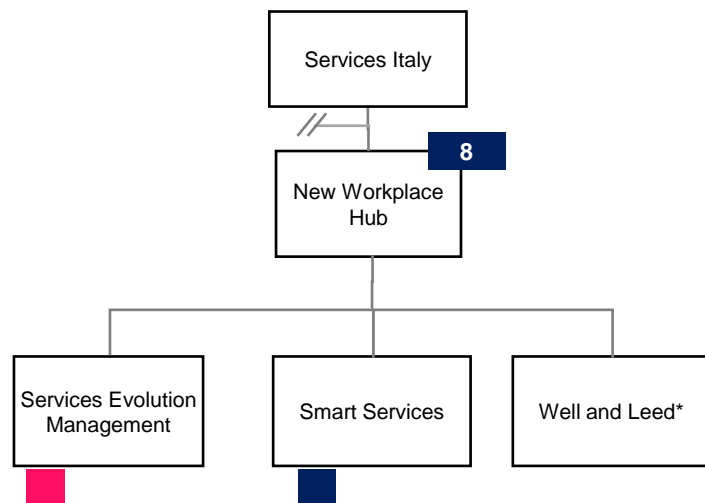 Services Italy
8
New Workplace
Hub
Services Evolution
Management
Smart Services
Well and Leed*